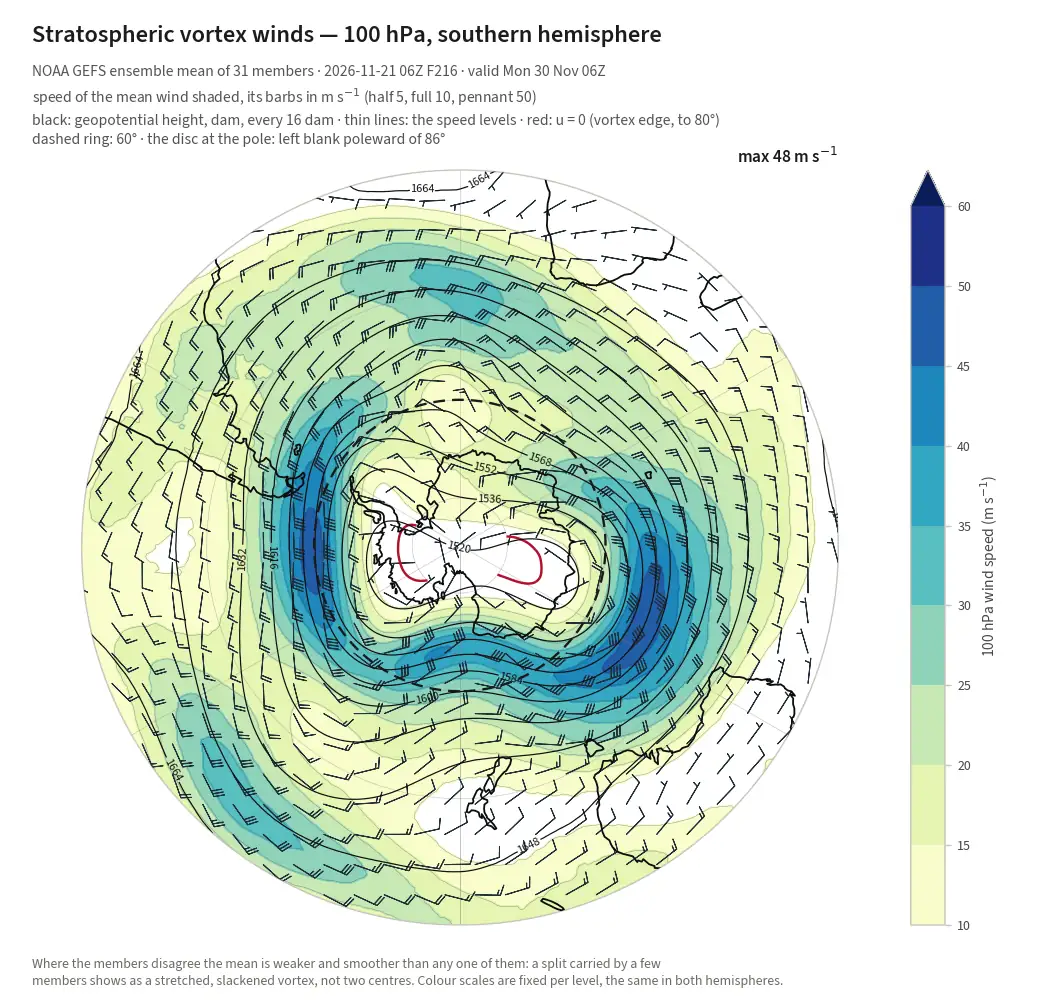 Stratospheric vortex winds — 100 hPa, southern hemisphere
NOAA GEFS ensemble mean of 31 members · 2026-11-21 06Z F216 · valid Mon 30 Nov 06Z
speed of the mean wind shaded, its barbs in m s⁻¹ (half 5, full 10, pennant 50)
black: geopotential height, dam, every 16 dam · thin lines: the speed levels · red: u = 0 (vortex edge, to 80°)
dashed ring: 60° · the disc at the pole: left blank poleward of 86°
max 48 m s⁻¹
1664
1664
1664
1568
1552
1536
1520
1632
1616
1584
1600
1664
1648
60
50
45
40
35
30
25
20
15
10
100 hPa wind speed (m s⁻¹)
Where the members disagree the mean is weaker and smoother than any one of them: a split carried by a few
members shows as a stretched, slackened vortex, not two centres. Colour scales are fixed per level, the same in both hemispheres.